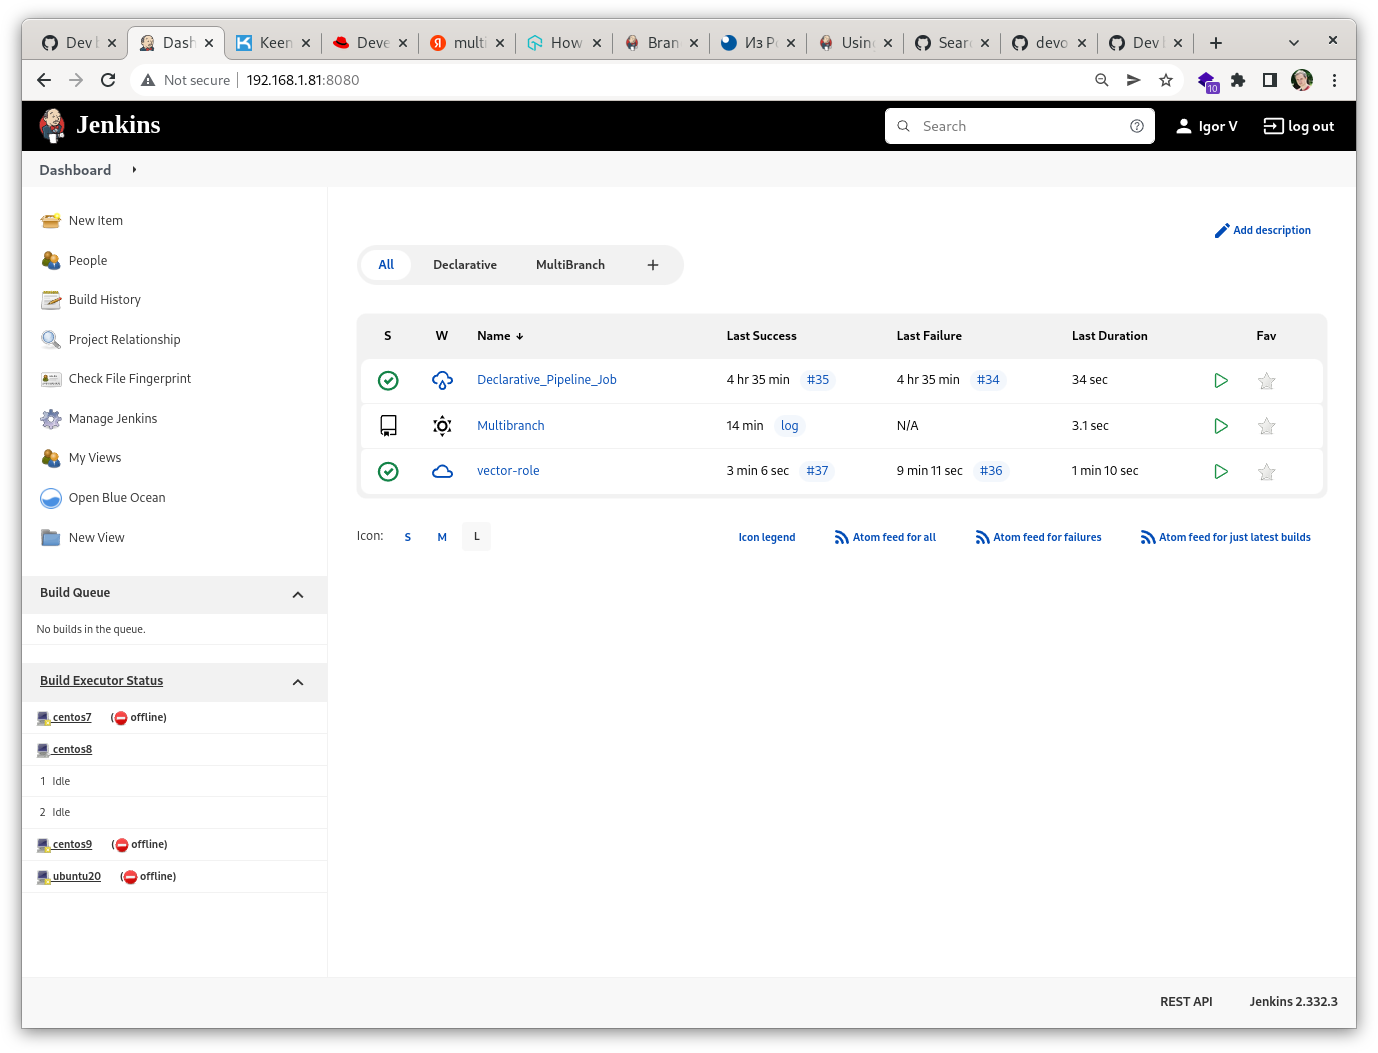 Dev
Dash
Keen
Deve
multi
How
Bran
Из Р
Using
Sear
devo
Dev
Not secure
192.168.1.81:8080
10
Jenkins
Search
Igor V
log out
Dashboard
New Item
People
Build History
Project Relationship
Check File Fingerprint
Manage Jenkins
My Views
Open Blue Ocean
New View
Build Queue
No builds in the queue.
Build Executor Status
centos7 (offline)
centos8
1 Idle
2 Idle
centos9 (offline)
ubuntu20 (offline)
Add description
All Declarative MultiBranch +
S W Name ↓ Last Success Last Failure Last Duration Fav
Declarative_Pipeline_Job 4 hr 35 min #35 4 hr 35 min #34 34 sec
Multibranch 14 min log N/A 3.1 sec
vector-role 3 min 6 sec #37 9 min 11 sec #36 1 min 10 sec
Icon: S M L
Icon legend Atom feed for all Atom feed for failures Atom feed for just latest builds
REST API Jenkins 2.332.3